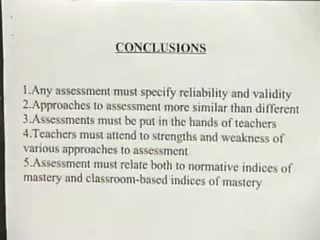 CONCLUSIONS
1.Any assessment must specify reliability and validity
2.Approaches to assessment more similar than different
3.Assessments must be put in the hands of teachers
4.Teachers must attend to strengths and weakness of
various approaches to assessment
5.Assessment must relate both to normative indices of
mastery and classroom-based indices of mastery